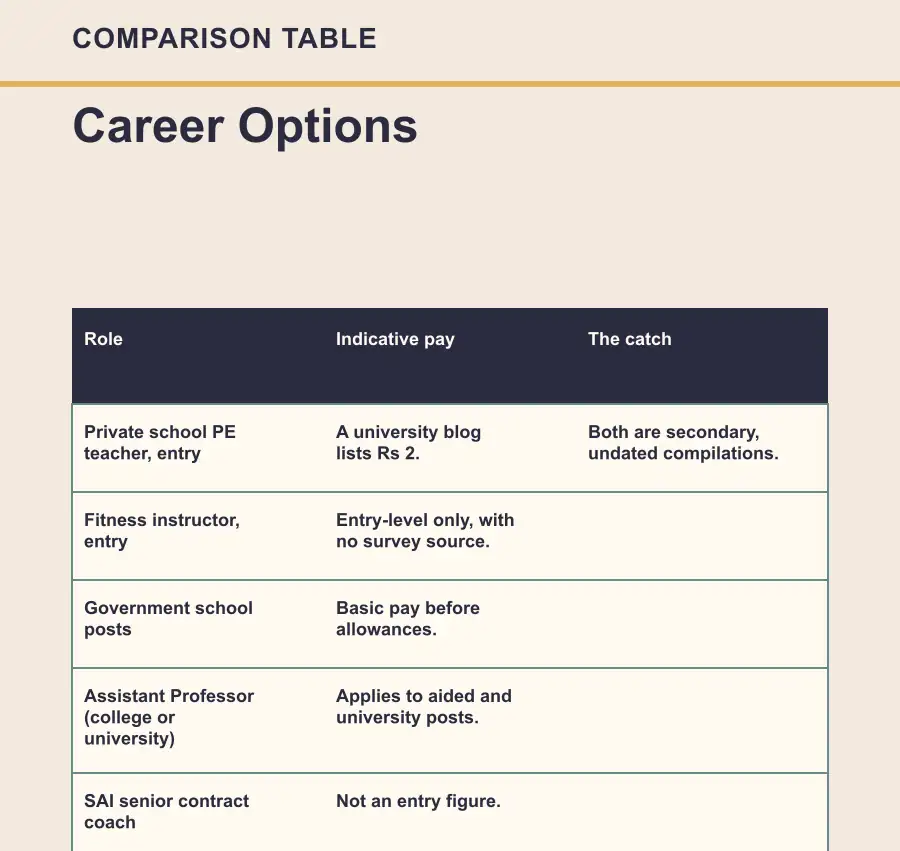 COMPARISON TABLE
Career Options
Role
Indicative pay
The catch
Private school PE
teacher, entry
A university blog
lists Rs 2.
Both are secondary,
undated compilations.
Fitness instructor,
entry
Entry-level only, with
no survey source.
Government school
posts
Basic pay before
allowances.
Assistant Professor
(college or
university)
Applies to aided and
university posts.
SAI senior contract
coach
Not an entry figure.